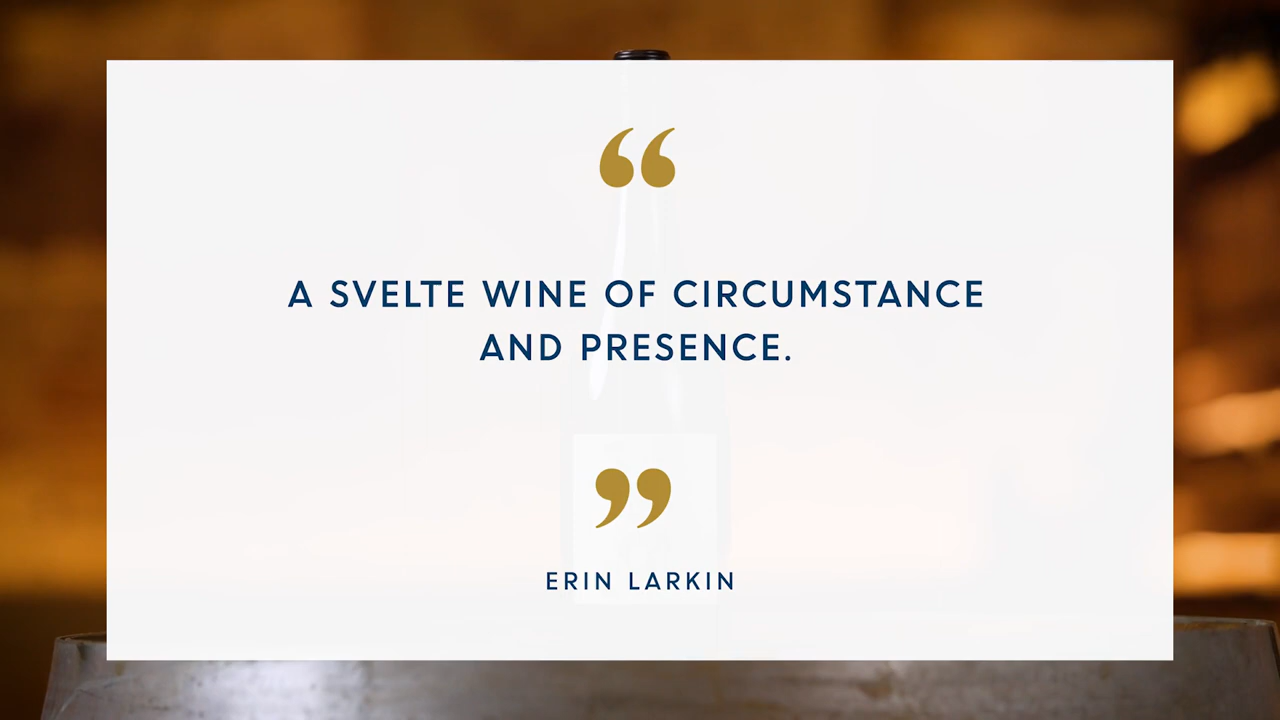 “
A SVELTE WINE OF CIRCUMSTANCE
AND PRESENCE.
”
ERIN LARKIN